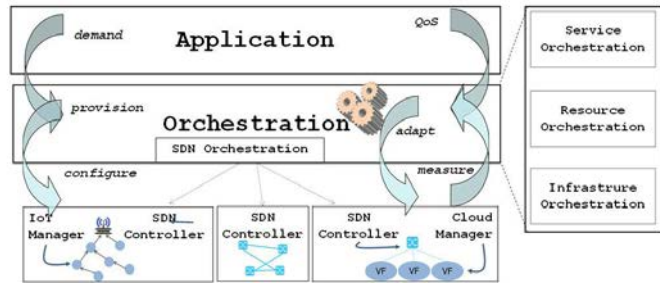 demand
Application
QoS
provision
Orchestration
adapt
SDN Orchestration
configure
measure
IoT
Manager
SDN
Controller
SDN
Controller
SDN
Controller
Cloud
Manager
VF
VF
VF
Service
Orchestration
Resource
Orchestration
Infrastrure
Orchestration